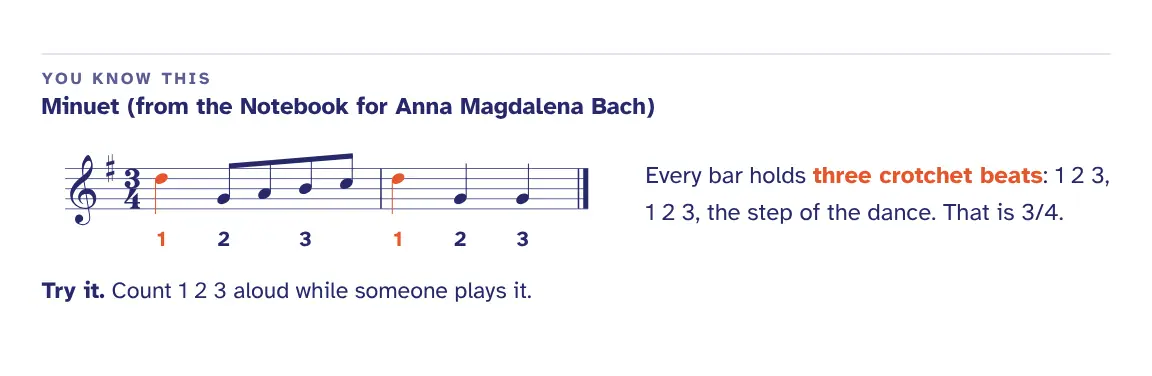 YOU KNOW THIS
Minuet (from the Notebook for Anna Magdalena Bach)
3
4
1 2 3 1 2 3
Every bar holds three crotchet beats: 1 2 3,
1 2 3, the step of the dance. That is 3/4.
Try it. Count 1 2 3 aloud while someone plays it.